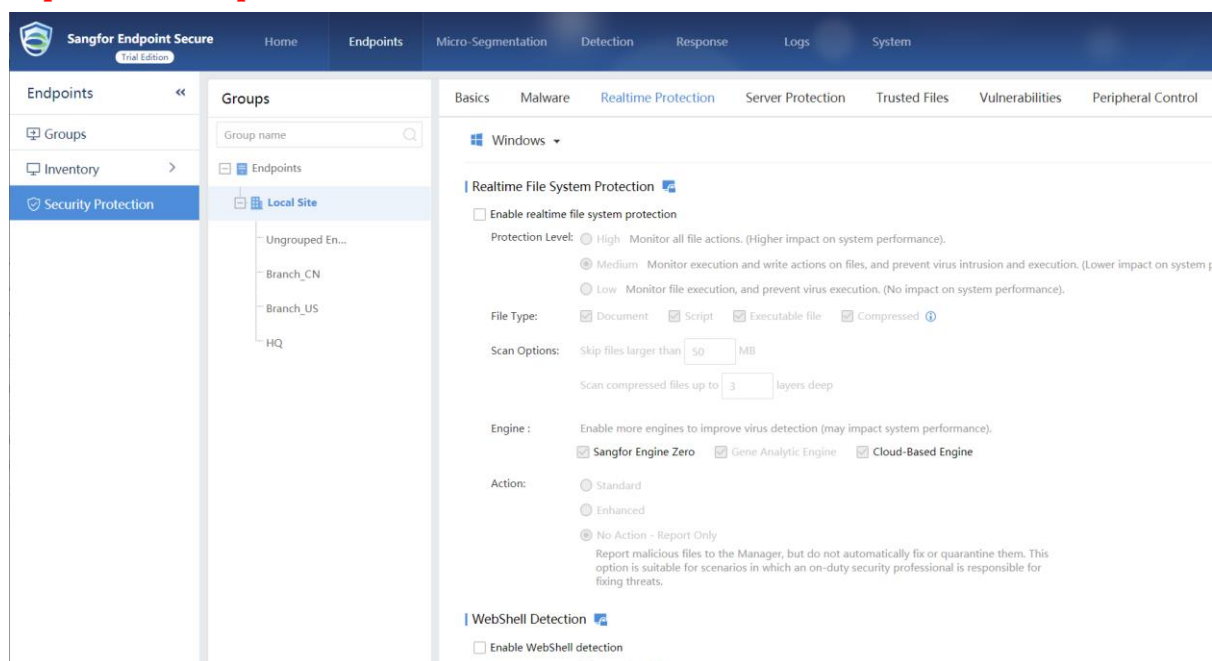 Sangfor Endpoint Secure
Trial Edition
Home Endpoints Micro-Segmentation Detection Response Logs System
Endpoints «
Groups
Inventory >
Security Protection
Groups
Group name
Endpoints
Local Site
Ungrouped En...
Branch_CN
Branch_US
HQ
Basics Malware Realtime Protection Server Protection Trusted Files Vulnerabilities Peripheral Control
Windows
Realtime File System Protection
Enable realtime file system protection
Protection Level: High Monitor all file actions. (Higher impact on system performance).
Medium Monitor execution and write actions on files, and prevent virus intrusion and execution. (Lower impact on system p
Low Monitor file execution, and prevent virus execution. (No impact on system performance).
File Type: Document Script Executable file Compressed
Scan Options: Skip files larger than 50 MB
Scan compressed files up to 3 layers deep
Engine : Enable more engines to improve virus detection (may impact system performance).
Sangfor Engine Zero Gene Analytic Engine Cloud-Based Engine
Action: Standard
Enhanced
No Action - Report Only
Report malicious files to the Manager, but do not automatically fix or quarantine them. This
option is suitable for scenarios in which an on-duty security professional is responsible for
fixing threats.
WebShell Detection
Enable WebShell detection